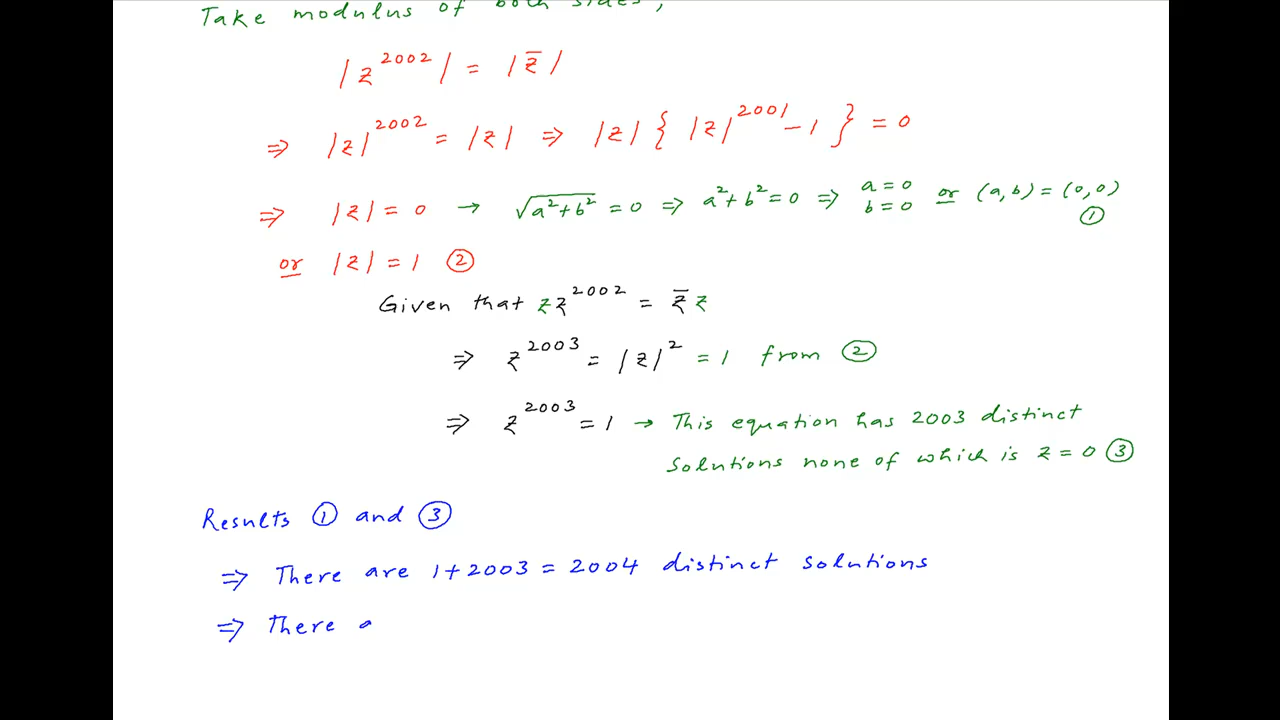 Take modulus of both sides,
|z^2002| = |z̄|
⇒ |z|^2002 = |z| ⇒ |z| { |z|^2001 − 1 } = 0
⇒ |z| = 0 → √(a²+b²) = 0 ⇒ a²+b² = 0 ⇒ a = 0 b = 0 or (a,b) = (0,0) ①
or |z| = 1 ②
Given that z z^2002 = z̄ z
⇒ z^2003 = |z|² = 1 from ②
⇒ z^2003 = 1 → This equation has 2003 distinct
solutions none of which is z = 0 ③
Results ① and ③
⇒ There are 1+2003 = 2004 distinct solutions
⇒ There a